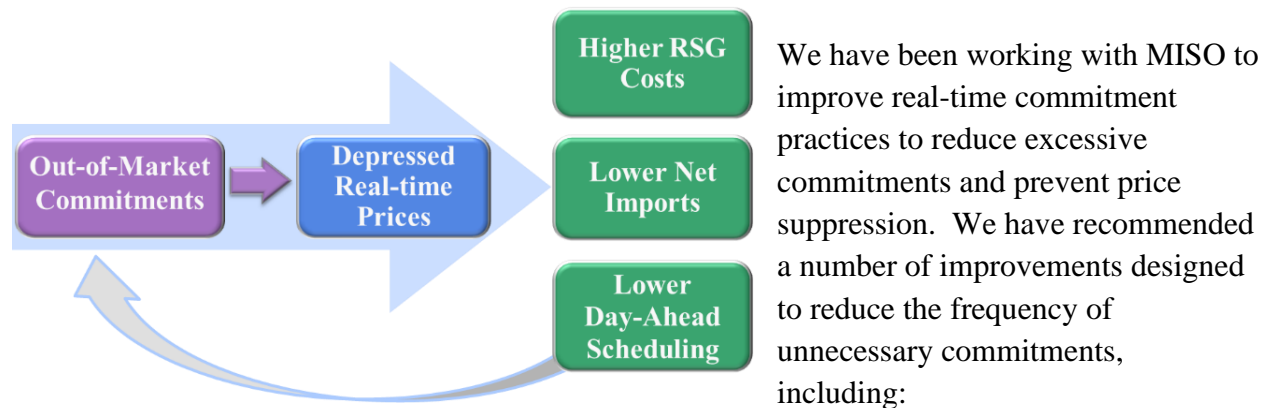 Out-of-Market
Commitments
Depressed
Real-time
Prices
Higher RSG
Costs
Lower Net
Imports
Lower
Day-Ahead
Scheduling
We have been working with MISO to
improve real-time commitment
practices to reduce excessive
commitments and prevent price
suppression.  We have recommended
a number of improvements designed
to reduce the frequency of
unnecessary commitments,
including: